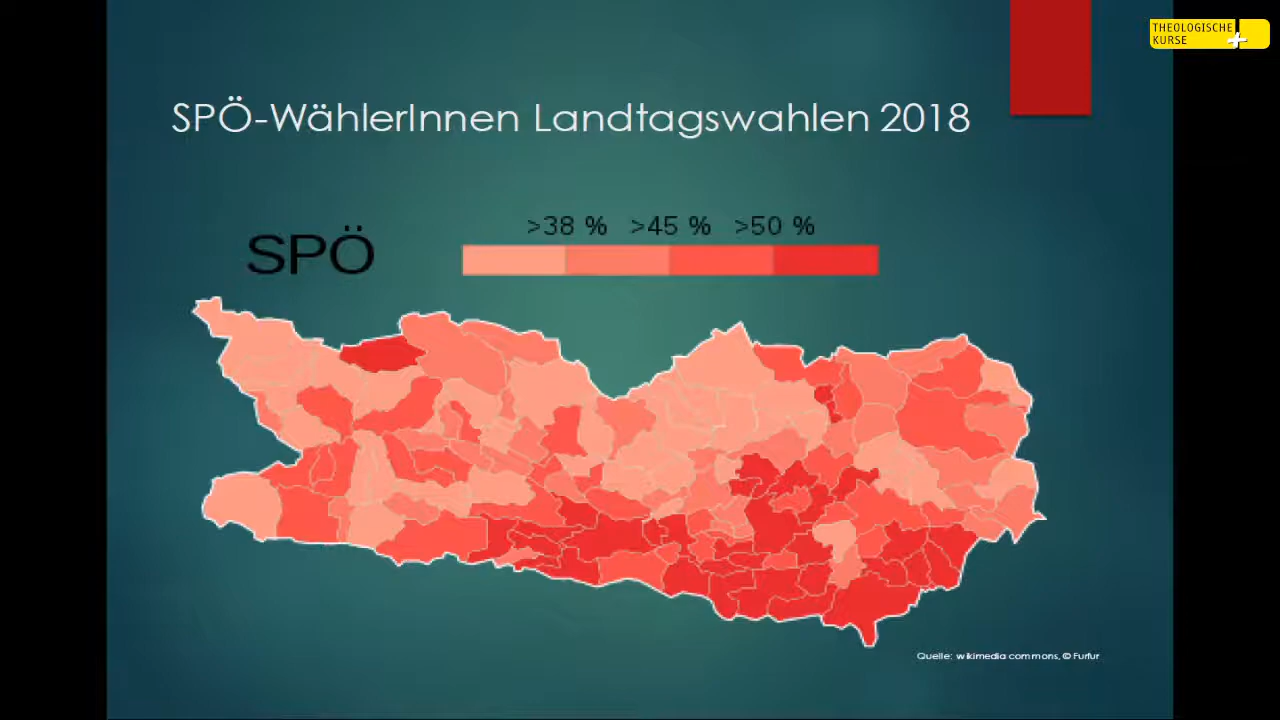 THEOLOGISCHE
KURSE
SPÖ-WählerInnen Landtagswahlen 2018
>38 % >45 % >50 %
SPÖ
Quelle: wikimedia commons, © Furfur